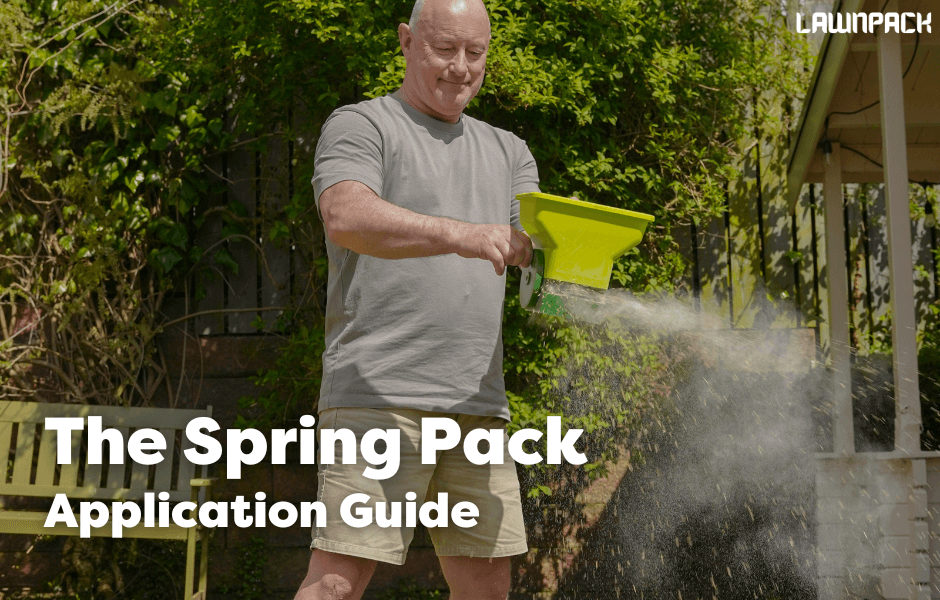 LAWNPACK
The Spring Pack
Application Guide